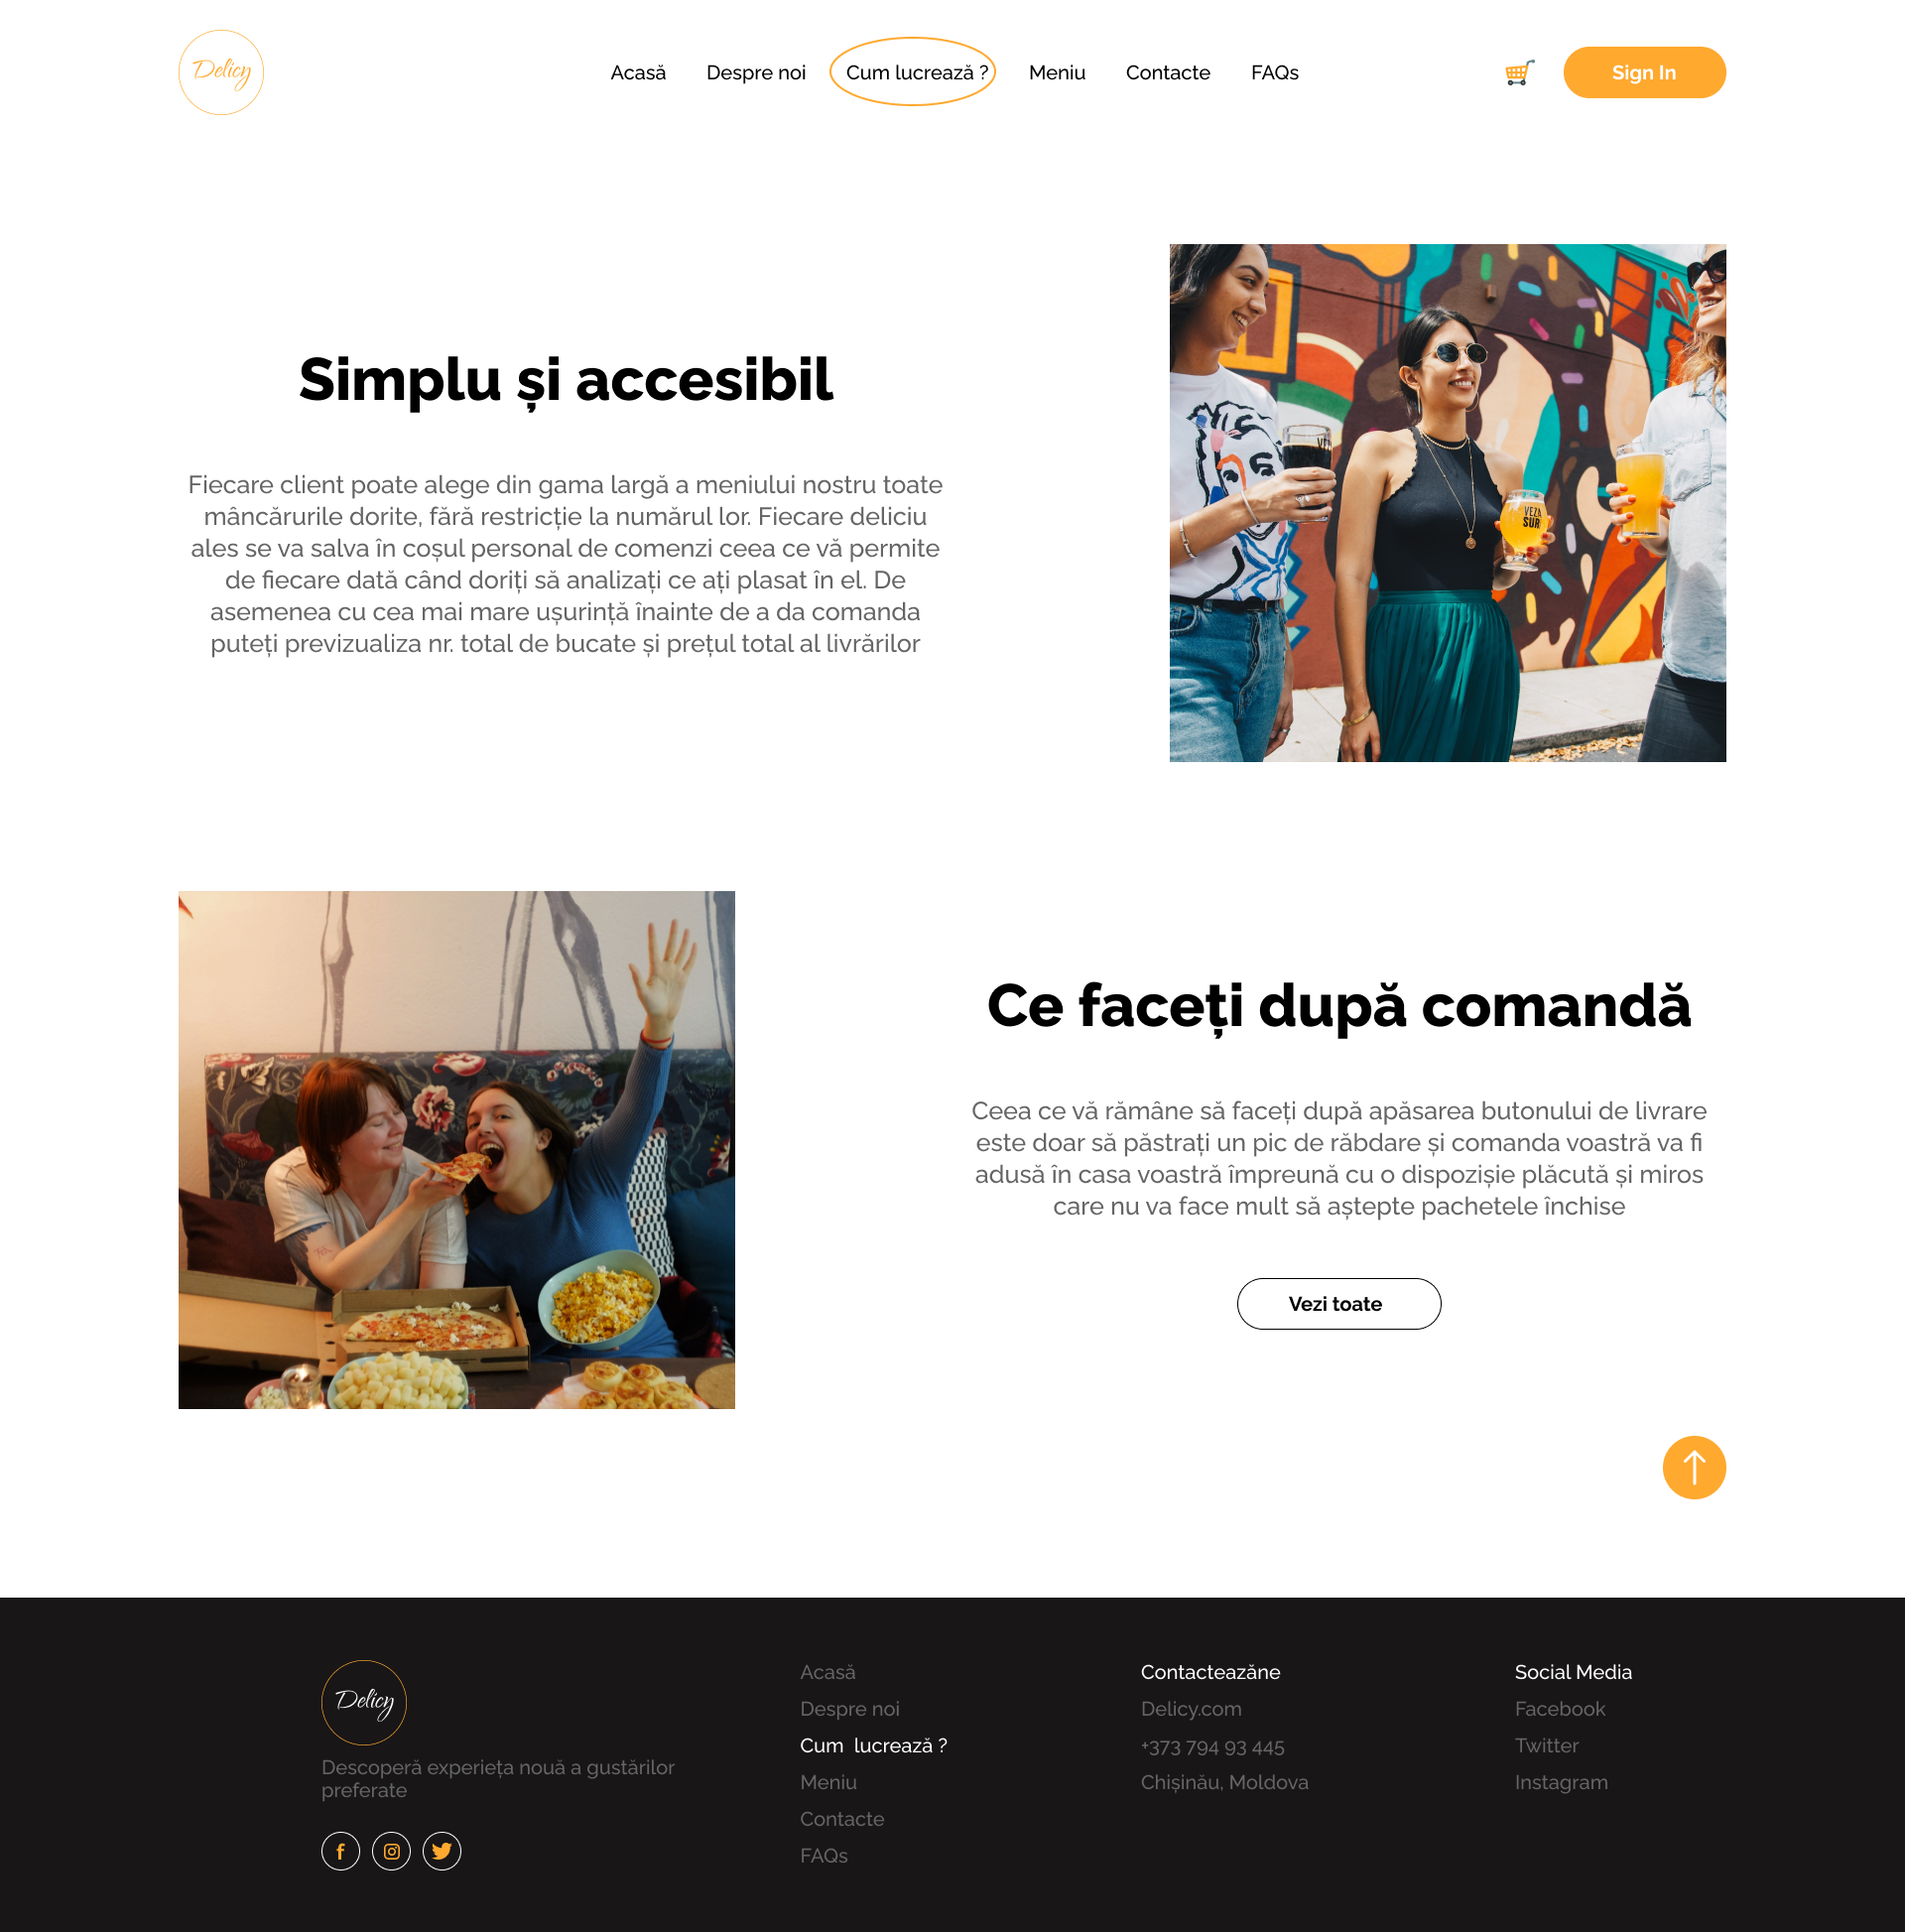 Delicy
Acasă
Despre noi
Cum lucrează ?
Meniu
Contacte
FAQs
Sign In
Simplu și accesibil
Fiecare client poate alege din gama largă a meniului nostru toate
mâncărurile dorite, fără restricție la numărul lor. Fiecare deliciu
ales se va salva în coșul personal de comenzi ceea ce vă permite
de fiecare dată când doriți să analizați ce ați plasat în el. De
asemenea cu cea mai mare ușurință înainte de a da comanda
puteți previzualiza nr. total de bucate și prețul total al livrărilor
VEZA
SUR
Ce faceți după comandă
Ceea ce vă rămâne să faceți după apăsarea butonului de livrare
este doar să păstrați un pic de răbdare și comanda voastră va fi
adusă în casa voastră împreună cu o dispozișie plăcută și miros
care nu va face mult să aștepte pachetele închise
Vezi toate
Delicy
Descoperă experiența nouă a gustărilor
preferate
Acasă
Despre noi
Cum  lucrează ?
Meniu
Contacte
FAQs
Contacteazăne
Delicy.com
+373 794 93 445
Chișinău, Moldova
Social Media
Facebook
Twitter
Instagram